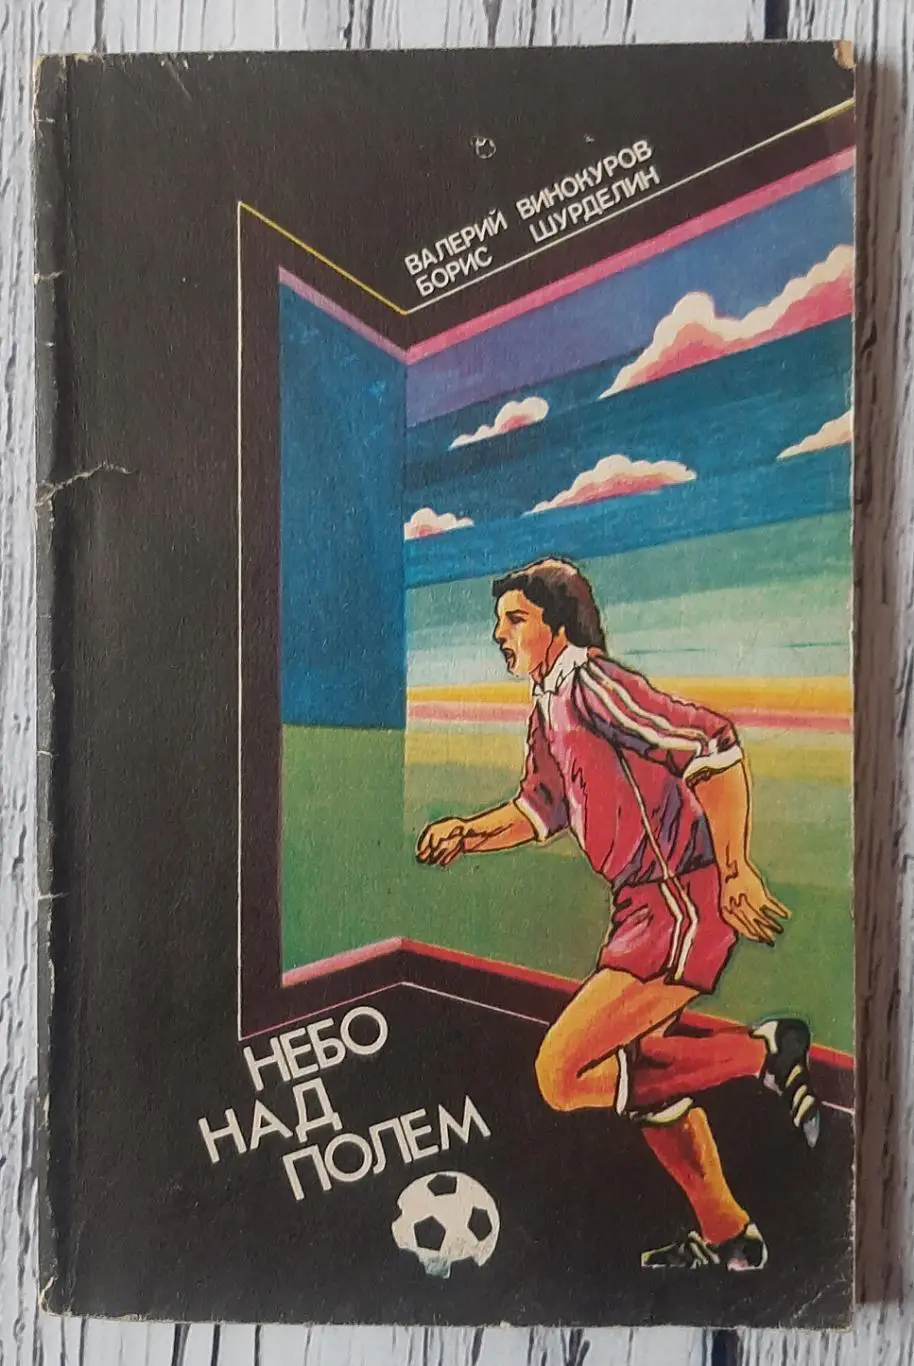 ВАЛЕРИЙ ВИНОКУРОВ
БОРИС ШУРДЕЛИН
НЕБО
НАД
ПОЛЕМ